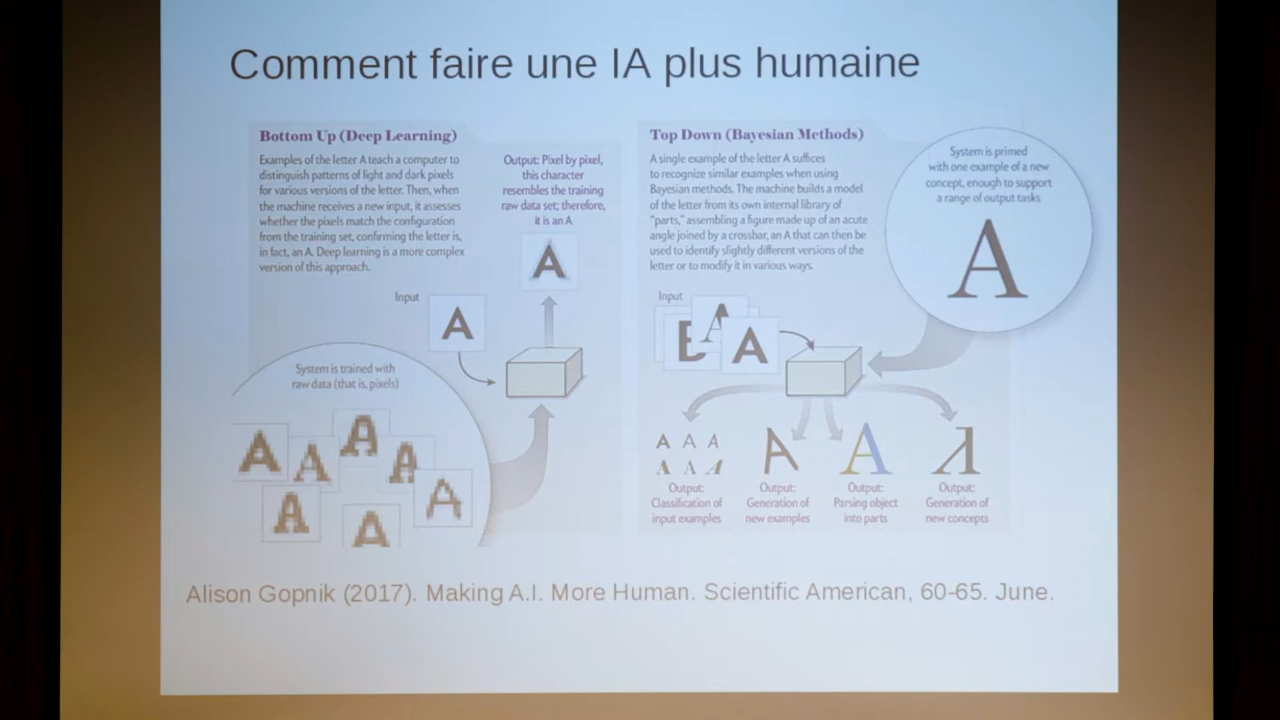 Comment faire une IA plus humaine
Bottom Up (Deep Learning)
Examples of the letter A teach a computer to
distinguish patterns of light and dark pixels
for various versions of the letter. Then, when
the machine receives a new input, it assesses
whether the pixels match the configuration
from the training set, confirming the letter is,
in fact, an A. Deep learning is a more complex
version of this approach.
Output: Pixel by pixel,
this character
resembles the training
raw data set; therefore,
it is an A
A
Input
A
System is trained with
raw data (that is, pixels)
A A A A
A A A
Top Down (Bayesian Methods)
A single example of the letter A suffices
to recognize similar examples when using
Bayesian methods. The machine builds a model
of the letter from its own internal library of
“parts,” assembling a figure made up of an acute
angle joined by a crossbar, an A that can then be
used to identify slightly different versions of the
letter or to modify it in various ways.
System is primed
with one example of a new
concept, enough to support
a range of output tasks
A
Input
B A A
A A A
A A A
Output:
Classification of
input examples
A
Output:
Generation of
new examples
A
Output:
Parsing object
into parts
Output:
Generation of
new concepts
Alison Gopnik (2017). Making A.I. More Human. Scientific American, 60-65. June.